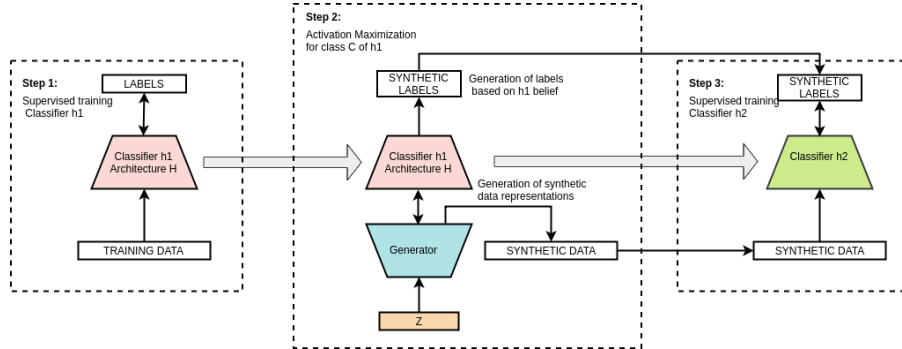 Step 1:
LABELS
Supervised training
Classifier h1
Classifier h1
Architecture H
TRAINING DATA
Step 2:
Activation Maximization
for class C of h1
SYNTHETIC
LABELS
Generation of labels
based on h1 belief
Classifier h1
Architecture H
Generation of synthetic
data representations
Generator
SYNTHETIC DATA
Z
Step 3:
SYNTHETIC
LABELS
Supervised training
Classifier h2
Classifier h2
SYNTHETIC DATA